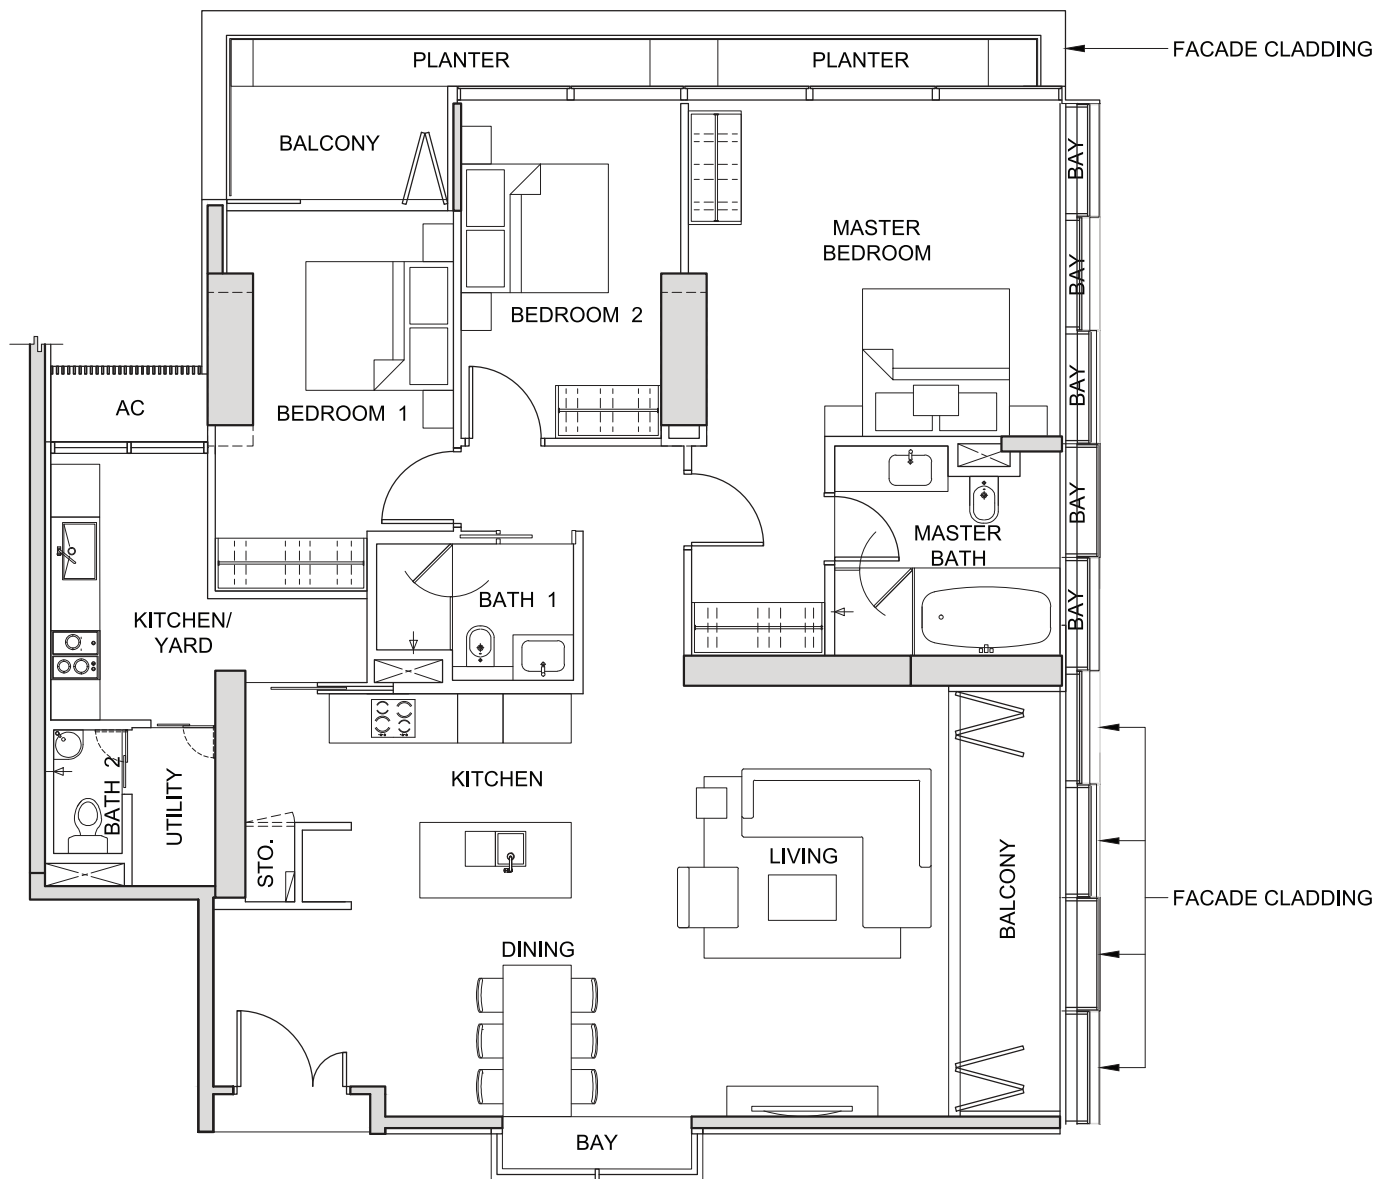 PLANTER
PLANTER
FACADE CLADDING
BALCONY
BAY
MASTER
BEDROOM
BAY
BEDROOM 2
BAY
AC
BEDROOM 1
BAY
MASTER
BATH
BATH 1
BAY
KITCHEN/
YARD
KITCHEN
BATH 2
UTILITY
STO.
LIVING
BALCONY
FACADE CLADDING
DINING
BAY